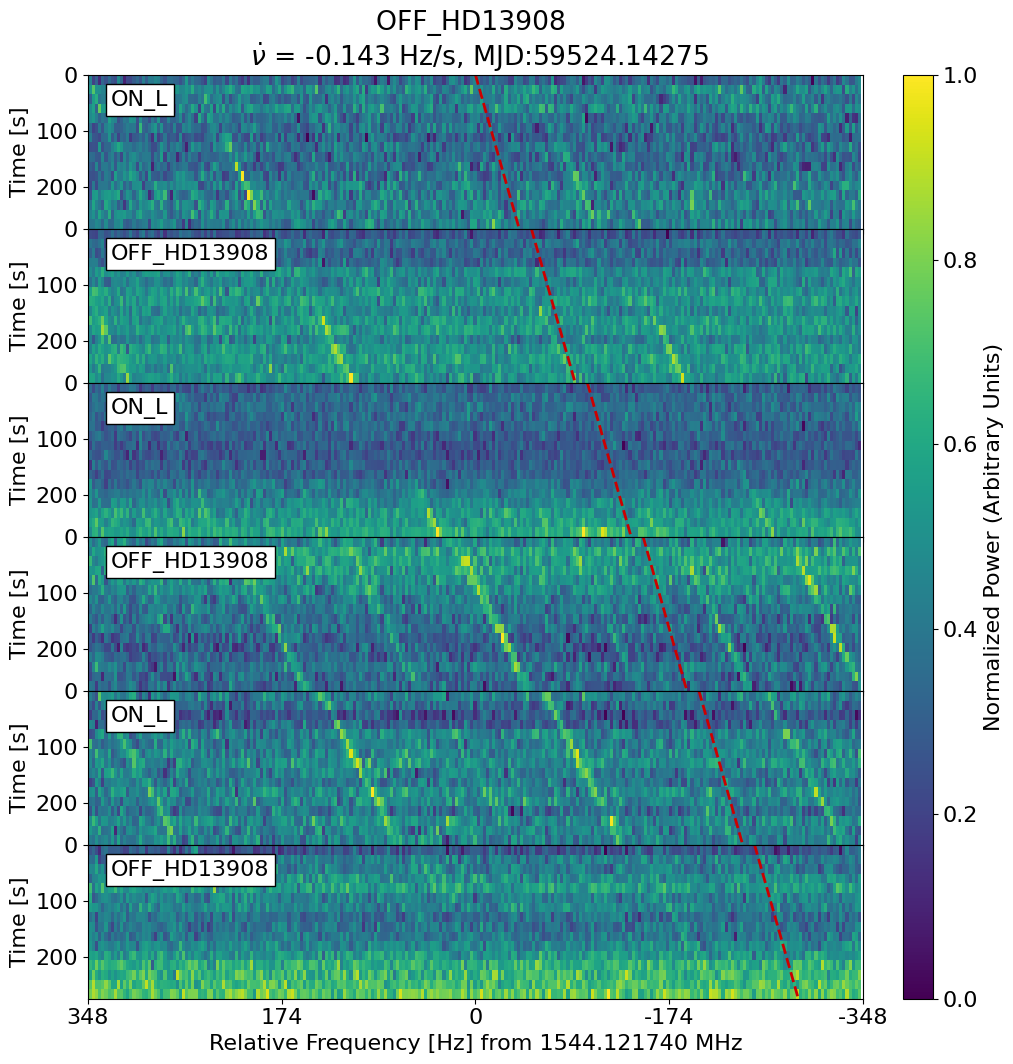 OFF_HD13908
ν̇ = -0.143 Hz/s, MJD:59524.14275
ON_L
OFF_HD13908
ON_L
OFF_HD13908
ON_L
OFF_HD13908
Time [s]
0
100
200
Time [s]
0
100
200
Time [s]
0
100
200
Time [s]
0
100
200
Time [s]
0
100
200
Time [s]
0
100
200
348
174
0
-174
-348
Relative Frequency [Hz] from 1544.121740 MHz
1.0
0.8
0.6
0.4
0.2
0.0
Normalized Power (Arbitrary Units)